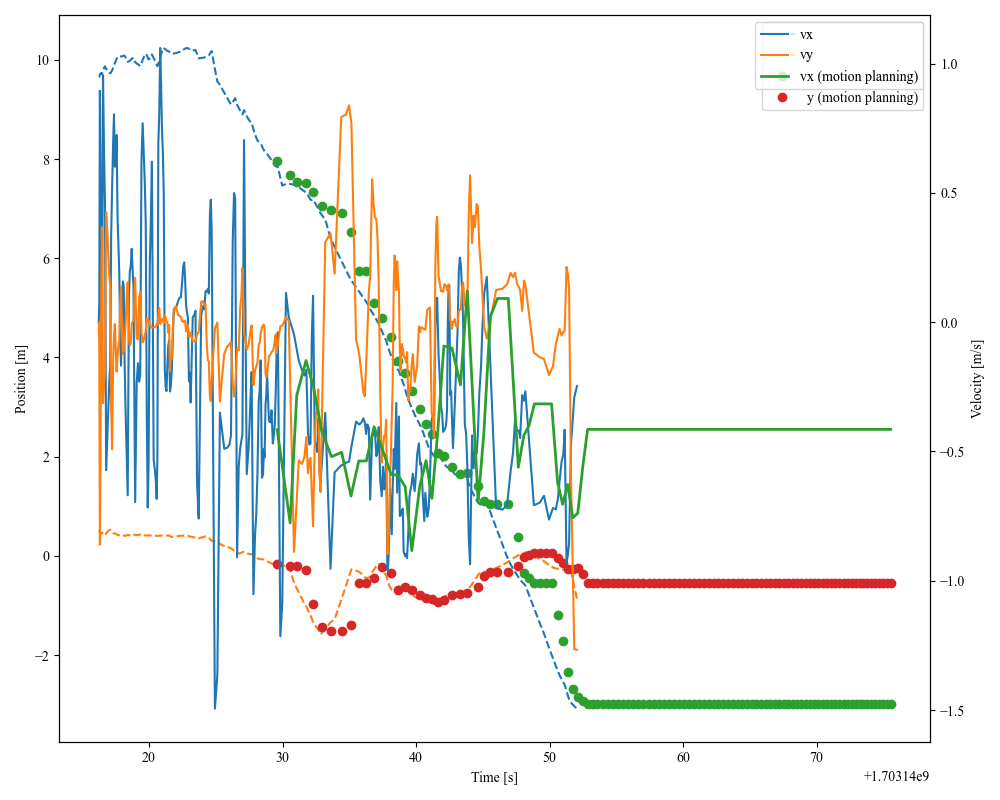 vx
vy
vx (motion planning)
y (motion planning)
10
8
6
4
2
0
−2
Position [m]
1.0
0.5
0.0
−0.5
−1.0
−1.5
Velocity [m/s]
20
30
40
50
60
70
Time [s]
+1.70314e9